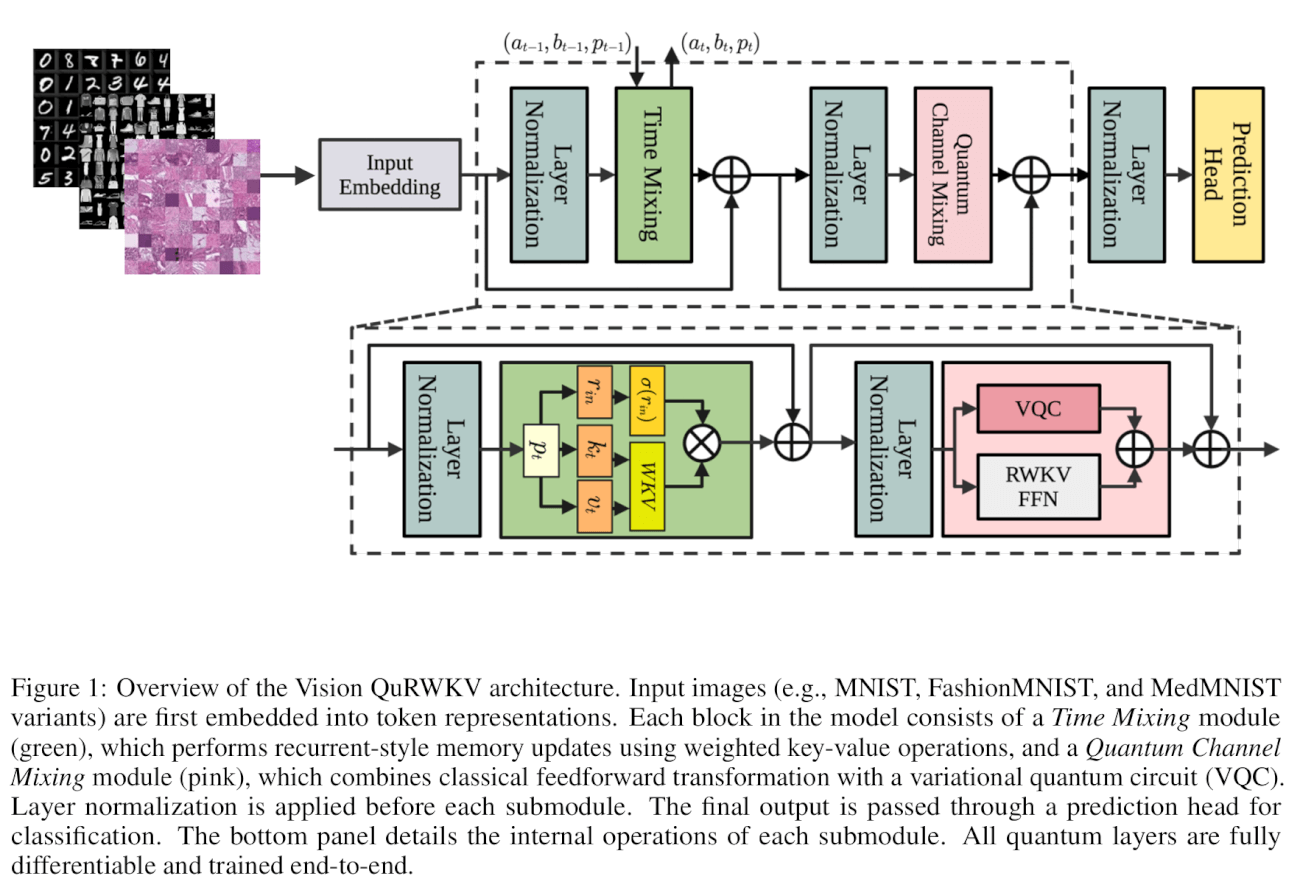 0 8 7 7 6 4
0 1 2 3 4 4
0 1
7 4
0 2
5 3
(a_{t−1}, b_{t−1}, p_{t−1})
(a_t, b_t, p_t)
Input
Embedding
Layer
Normalization
Time Mixing
Layer
Normalization
Quantum
Channel Mixing
Layer
Normalization
Prediction
Head
Layer
Normalization
p_t
r_{in}
k_t
v_t
σ(r_{in})
WKV
Layer
Normalization
VQC
RWKV
FFN
Figure 1: Overview of the Vision QuRWKV architecture. Input images (e.g., MNIST, FashionMNIST, and MedMNIST
variants) are first embedded into token representations. Each block in the model consists of a Time Mixing module
(green), which performs recurrent-style memory updates using weighted key-value operations, and a Quantum Channel
Mixing module (pink), which combines classical feedforward transformation with a variational quantum circuit (VQC).
Layer normalization is applied before each submodule. The final output is passed through a prediction head for
classification. The bottom panel details the internal operations of each submodule. All quantum layers are fully
differentiable and trained end-to-end.